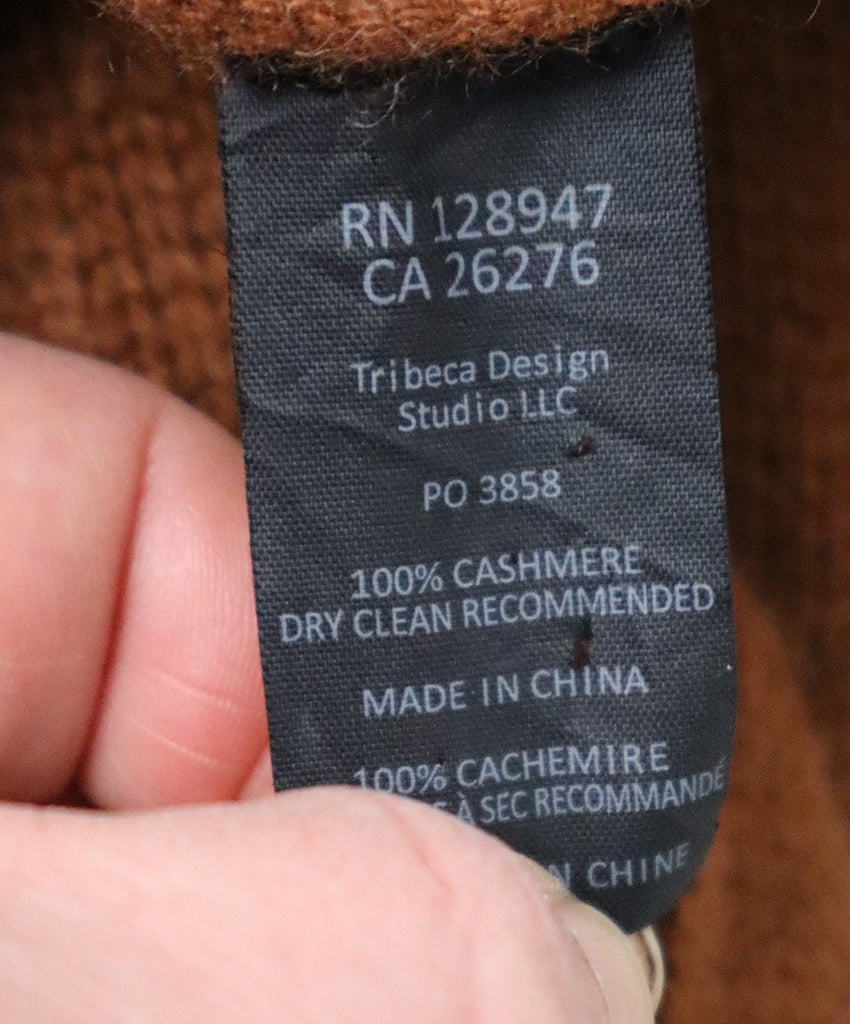 RN 128947
CA 26276
Tribeca Design
Studio LLC
PO 3858
100% CASHMERE
DRY CLEAN RECOMMENDED
MADE IN CHINA
100% CACHEMIRE
À SEC RECOMMANDÉ
CHINE